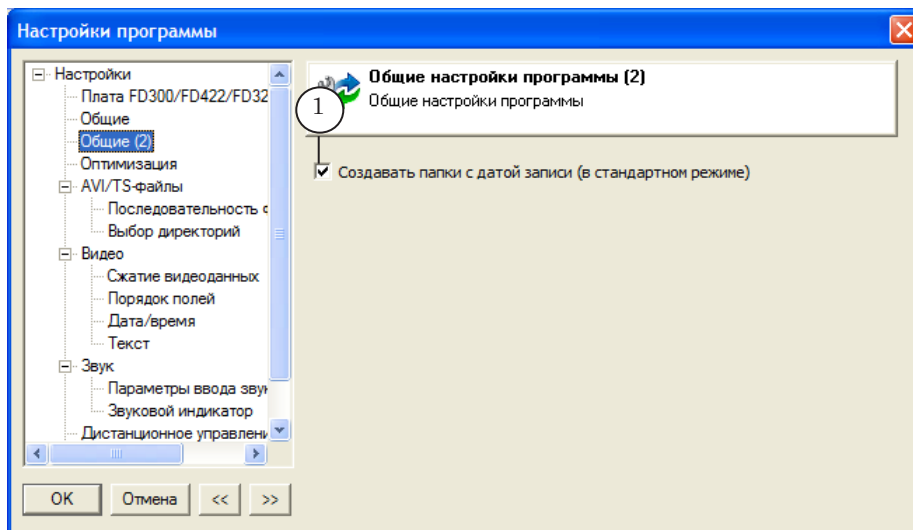 Настройки программы
Настройки
Плата FD300/FD422/FD32
Общие
Общие (2)
Оптимизация
AVI/TS-файлы
Последовательность
Выбор директорий
Видео
Сжатие видеоданных
Порядок полей
Дата/время
Текст
Звук
Параметры ввода
Звуковой индикатор
Дистанционное
OK
Отмена
<<
>>
Общие настройки программы (2)
Общие настройки программы
1
Создавать папки с датой записи (в стандартном режиме)